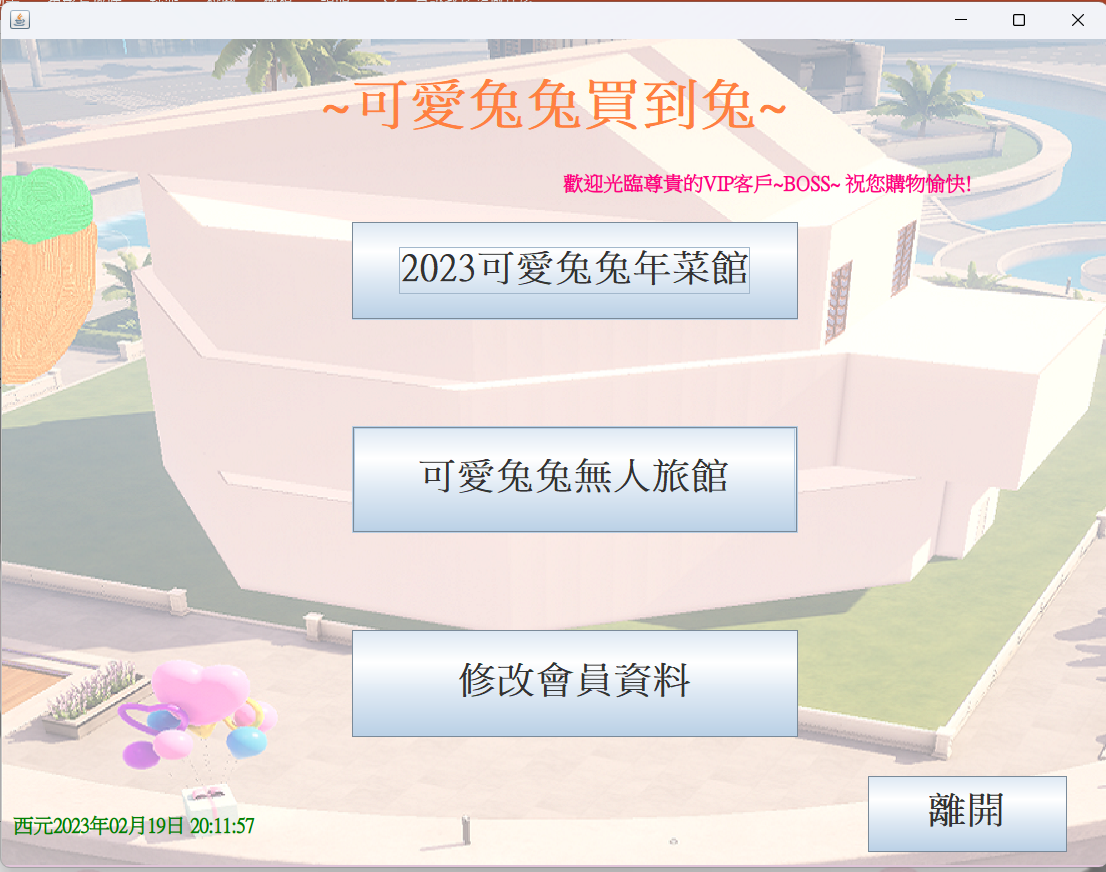 ~可愛兔兔買到兔~
歡迎光臨尊貴的VIP客戶~BOSS~ 祝您購物愉快!
2023可愛兔兔年菜館
可愛兔兔無人旅館
修改會員資料
離開
西元2023年02月19日 20:11:57